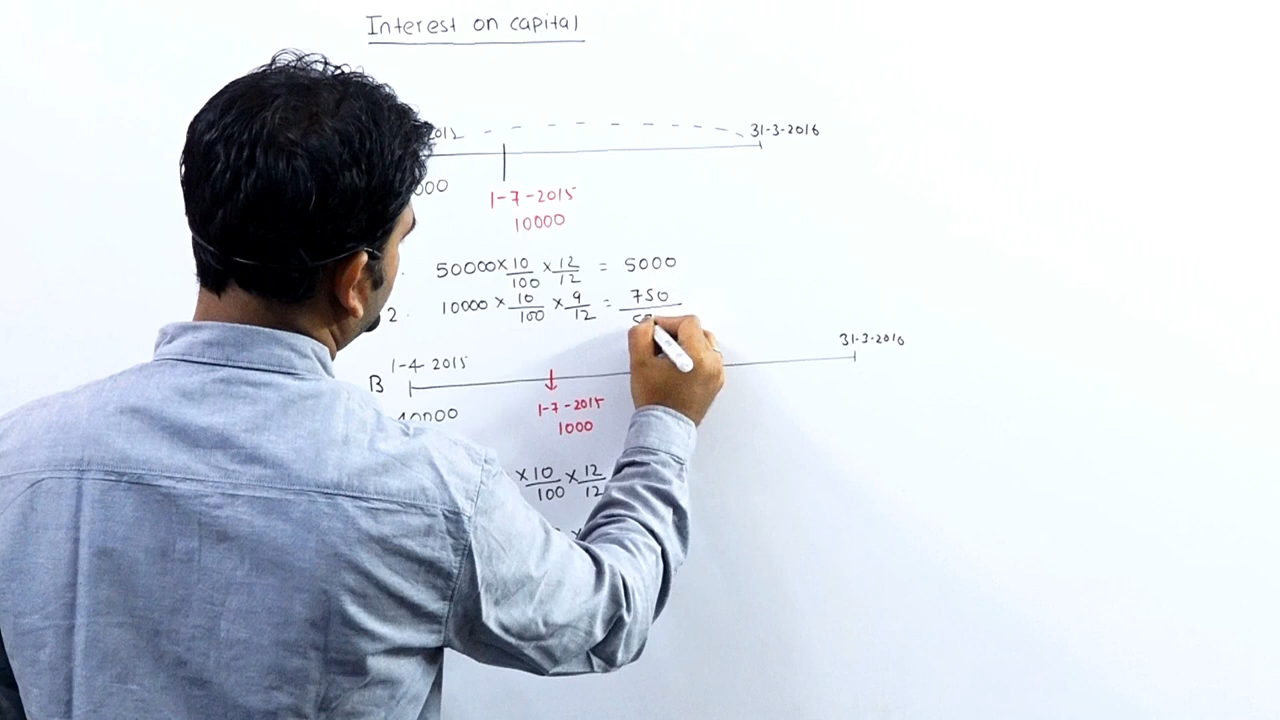 Interest on capital
31-3-2016
000
1-7-2015
10000
50000 × 10/100 × 12/12 = 5000
2. 10000 × 10/100 × 9/12 = 750
31-3-2016
B 1-4 2015
10000
1-7-2015
1000
× 10/100 × 12/12